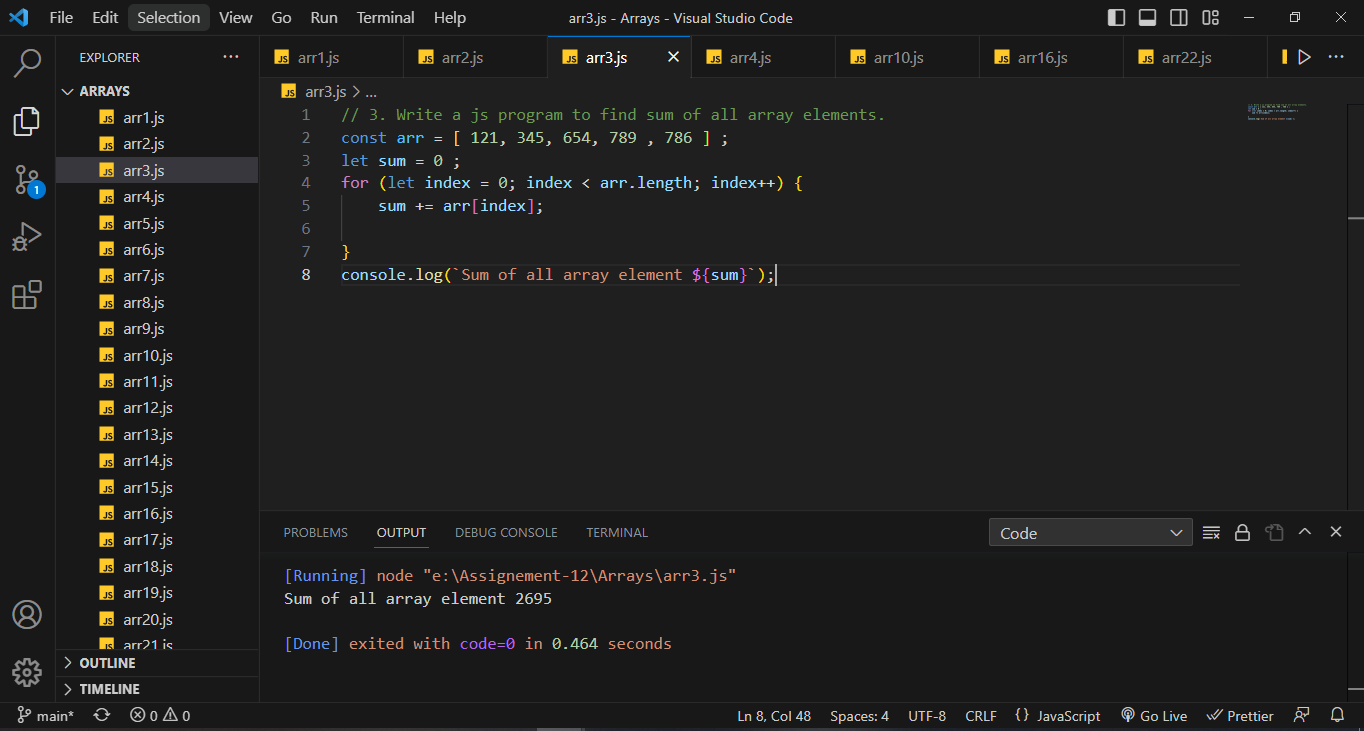 File Edit Selection View Go Run Terminal Help arr3.js - Arrays - Visual Studio Code
EXPLORER
ARRAYS
arr1.js
arr2.js
arr3.js
arr4.js
arr5.js
arr6.js
arr7.js
arr8.js
arr9.js
arr10.js
arr11.js
arr12.js
arr13.js
arr14.js
arr15.js
arr16.js
arr17.js
arr18.js
arr19.js
arr20.js
arr21.js
OUTLINE
TIMELINE
1
arr1.js arr2.js arr3.js arr4.js arr10.js arr16.js arr22.js
arr3.js > ...
1 // 3. Write a js program to find sum of all array elements.
2 const arr = [ 121, 345, 654, 789 , 786 ] ;
3 let sum = 0 ;
4 for (let index = 0; index < arr.length; index++) {
5 sum += arr[index];
6
7 }
8 console.log(`Sum of all array element ${sum}`);
PROBLEMS OUTPUT DEBUG CONSOLE TERMINAL Code
[Running] node "e:\Assignement-12\Arrays\arr3.js"
Sum of all array element 2695
[Done] exited with code=0 in 0.464 seconds
main* 0 0 Ln 8, Col 48 Spaces: 4 UTF-8 CRLF {} JavaScript Go Live Prettier